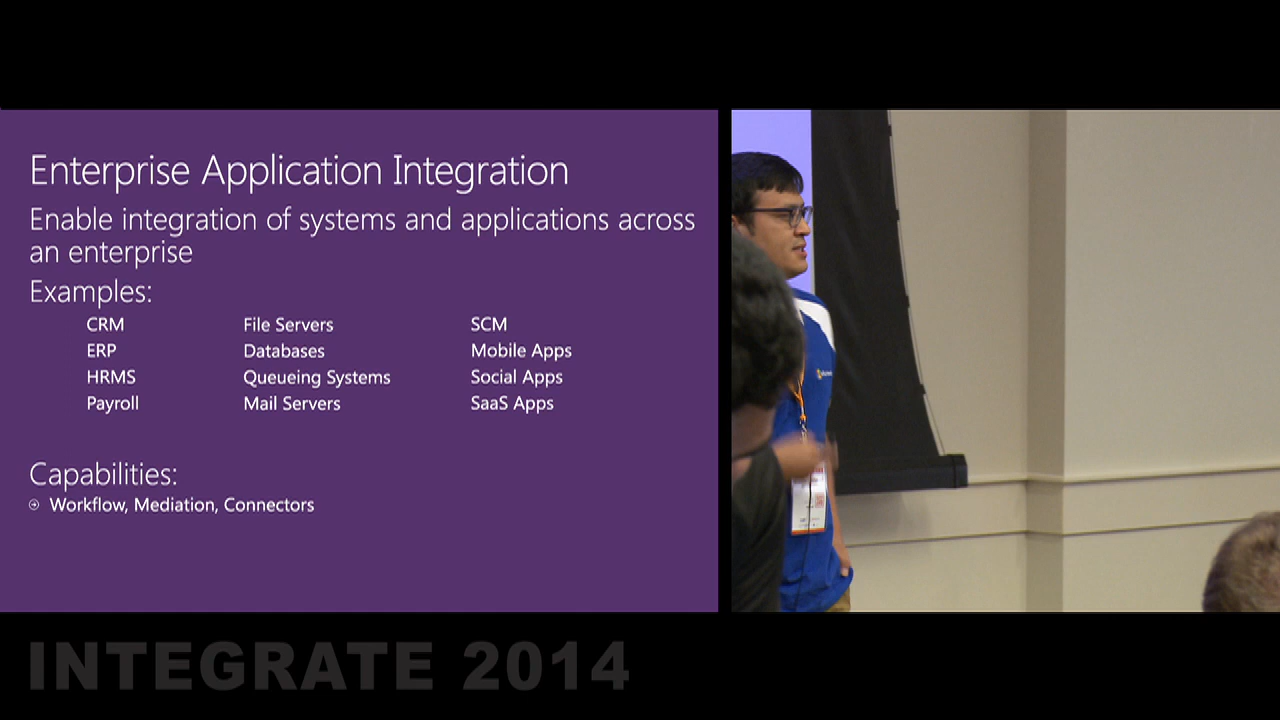 Enterprise Application Integration
Enable integration of systems and applications across
an enterprise
Examples:
CRM File Servers SCM
ERP Databases Mobile Apps
HRMS Queueing Systems Social Apps
Payroll Mail Servers SaaS Apps
Capabilities:
Workflow, Mediation, Connectors
INTEGRATE 2014